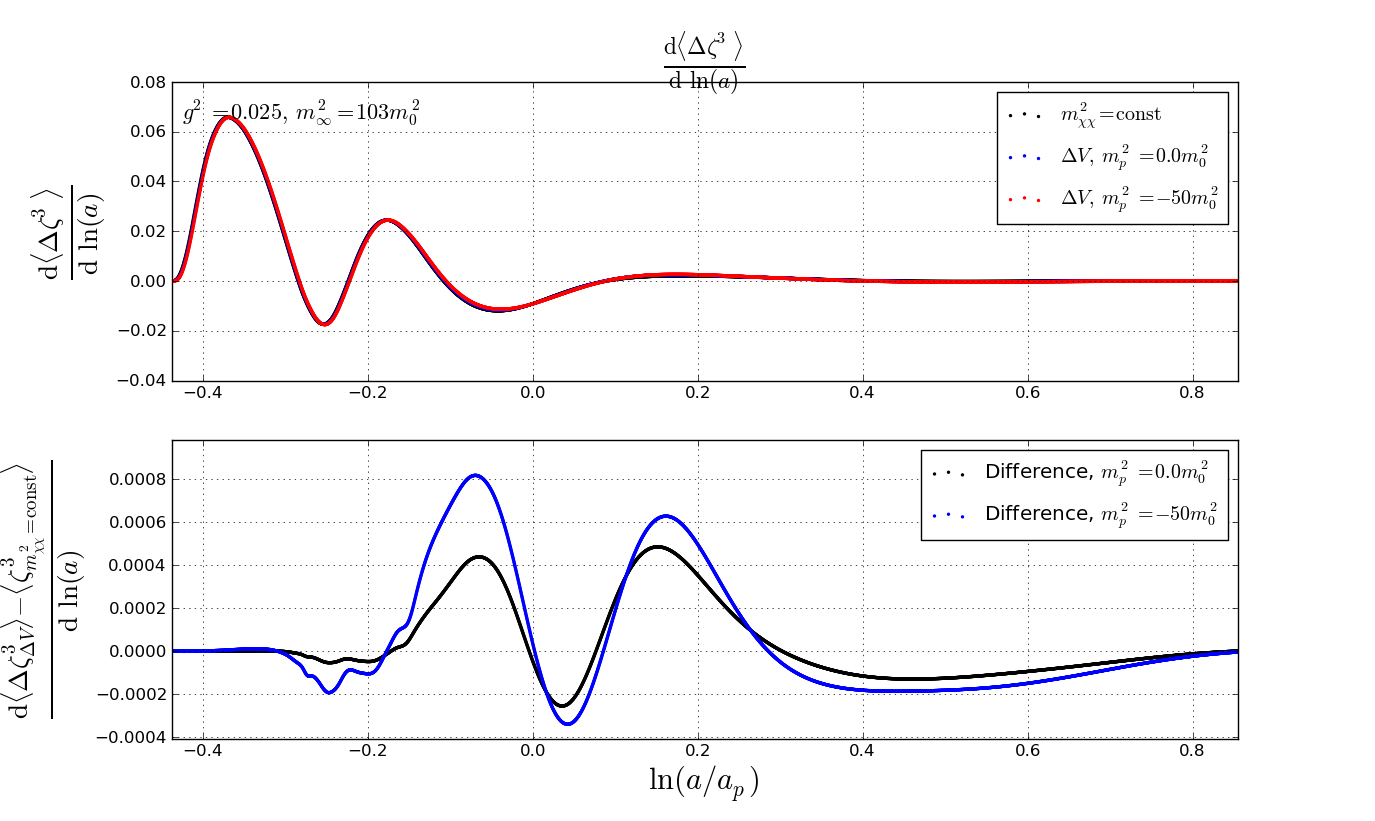 d⟨Δζ³⟩
d ln(a)
d⟨Δζ³⟩
d ln(a)
0.08
0.06
0.04
0.02
0.00
−0.02
−0.04
g² =0.025, m²_∞ =103m²_0
m²_χχ =const
ΔV, m²_p =0.0m²_0
ΔV, m²_p =−50m²_0
−0.4
−0.2
0.0
0.2
0.4
0.6
0.8
d⟨Δζ³_ΔV⟩−⟨ζ³_{m²_χχ=const}⟩
d ln(a)
0.0008
0.0006
0.0004
0.0002
0.0000
−0.0002
−0.0004
Difference, m²_p =0.0m²_0
Difference, m²_p =−50m²_0
−0.4
−0.2
0.0
0.2
0.4
0.6
0.8
ln(a/a_p)